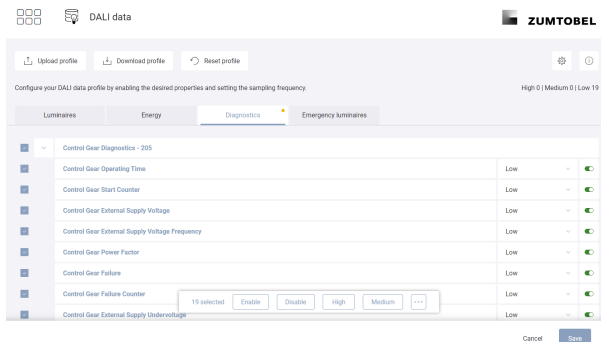 DALI data
ZUMTOBEL
Upload profile Download profile Reset profile
Configure your DALI data profile by enabling the desired properties and setting the sampling frequency. High 0 | Medium 0 | Low 19
Luminaires Energy Diagnostics Emergency luminaires
Control Gear Diagnostics - 205
Control Gear Operating Time Low
Control Gear Start Counter Low
Control Gear External Supply Voltage Low
Control Gear External Supply Voltage Frequency Low
Control Gear Power Factor Low
Control Gear Failure Low
Control Gear Failure Counter Low
19 selected Enable Disable High Medium ...
Control Gear External Supply Undervoltage Low
Cancel Save